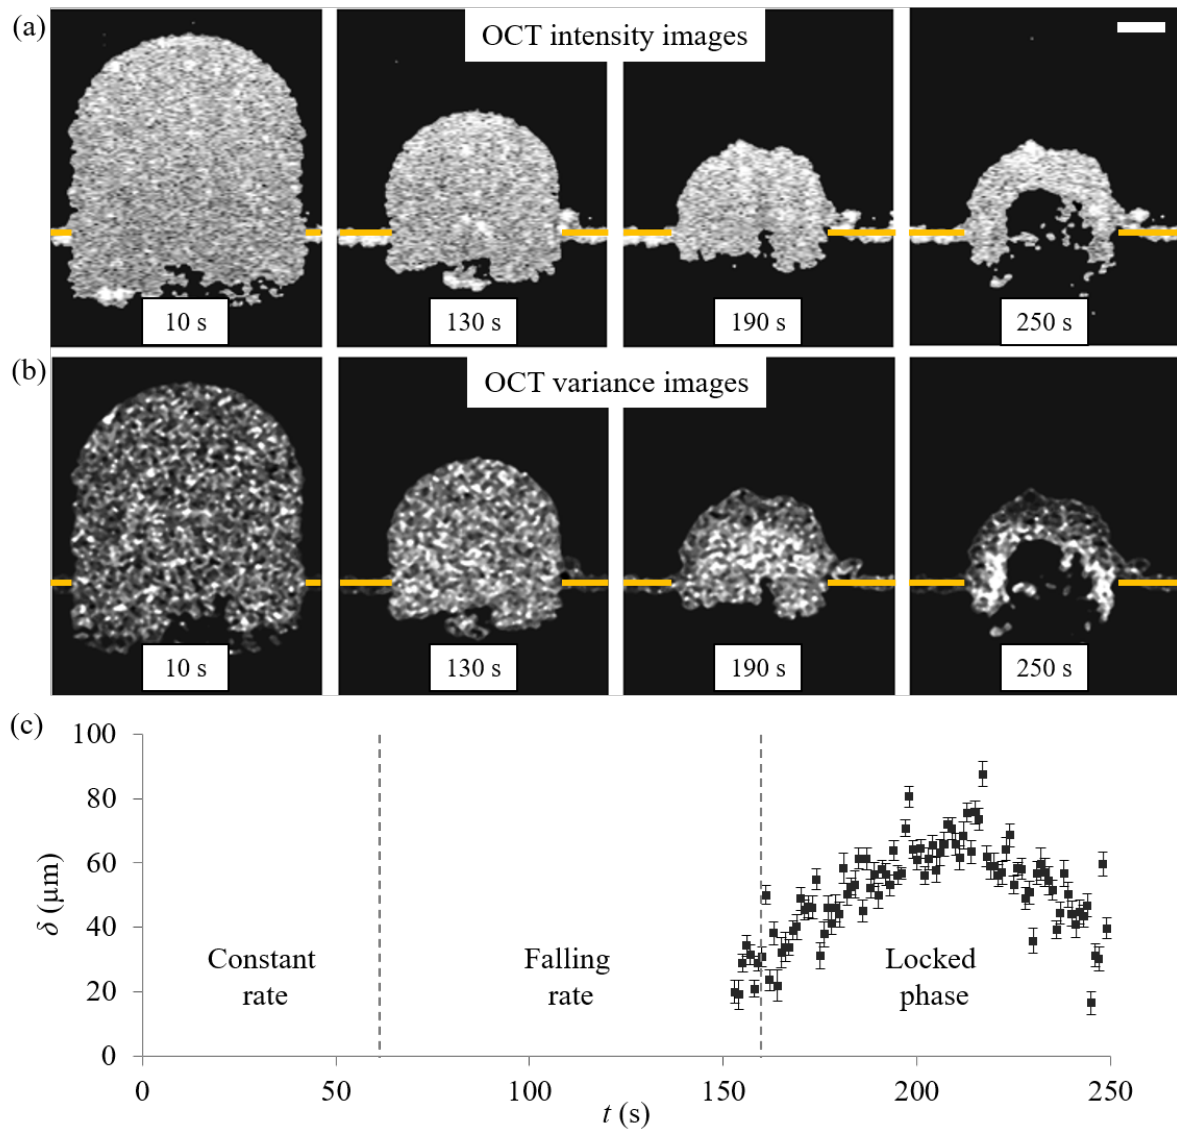 (a)
OCT intensity images
10 s
130 s
190 s
250 s
(b)
OCT variance images
10 s
130 s
190 s
250 s
(c)
100
80
60
40
20
0
δ (µm)
Constant
rate
Falling
rate
Locked
phase
0
50
100
150
200
250
t (s)